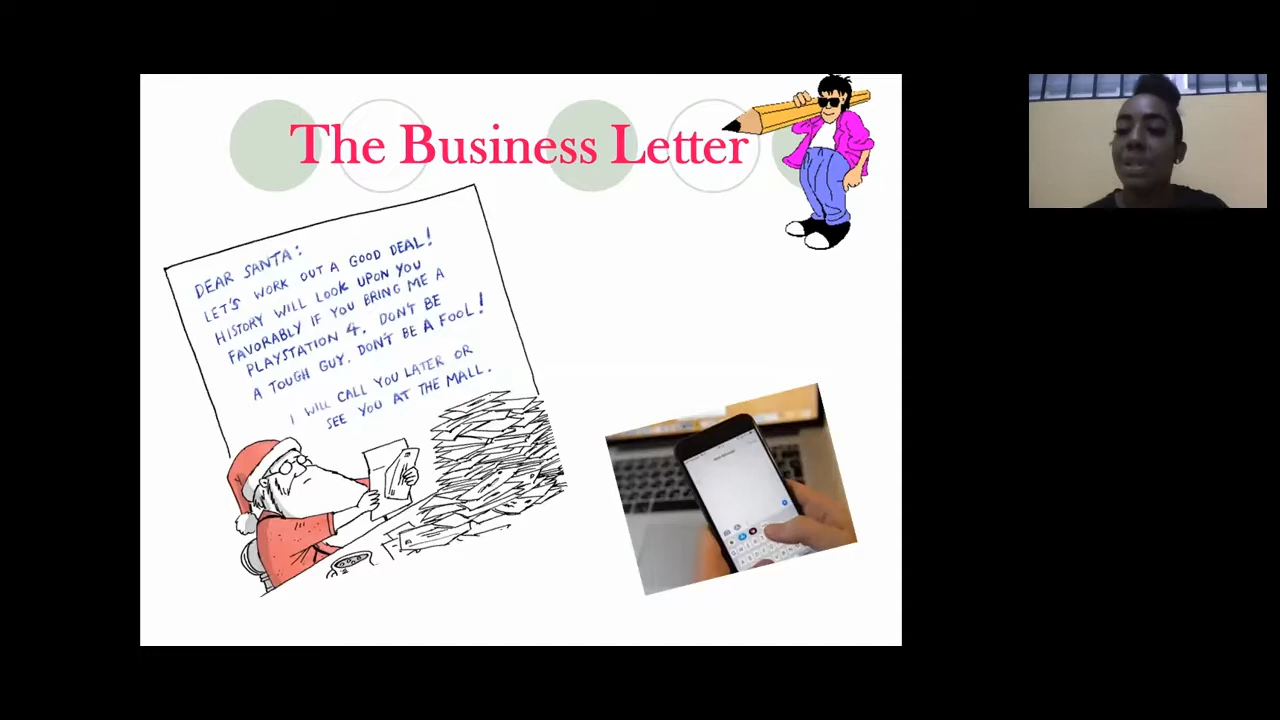 The Business Letter
DEAR SANTA:
LET'S WORK OUT A GOOD DEAL!
HISTORY WILL LOOK UPON YOU
FAVORABLY IF YOU BRING ME A
PLAYSTATION 4. DON'T BE
A TOUGH GUY. DON'T BE A FOOL!
I WILL CALL YOU LATER OR
SEE YOU AT THE MALL.